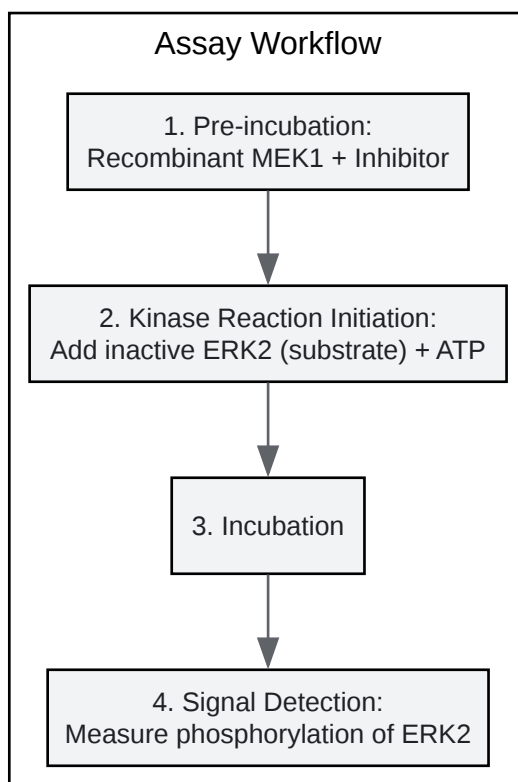 Assay Workflow
1. Pre-incubation:
Recombinant MEK1 + Inhibitor
2. Kinase Reaction Initiation:
Add inactive ERK2 (substrate) + ATP
3. Incubation
4. Signal Detection:
Measure phosphorylation of ERK2